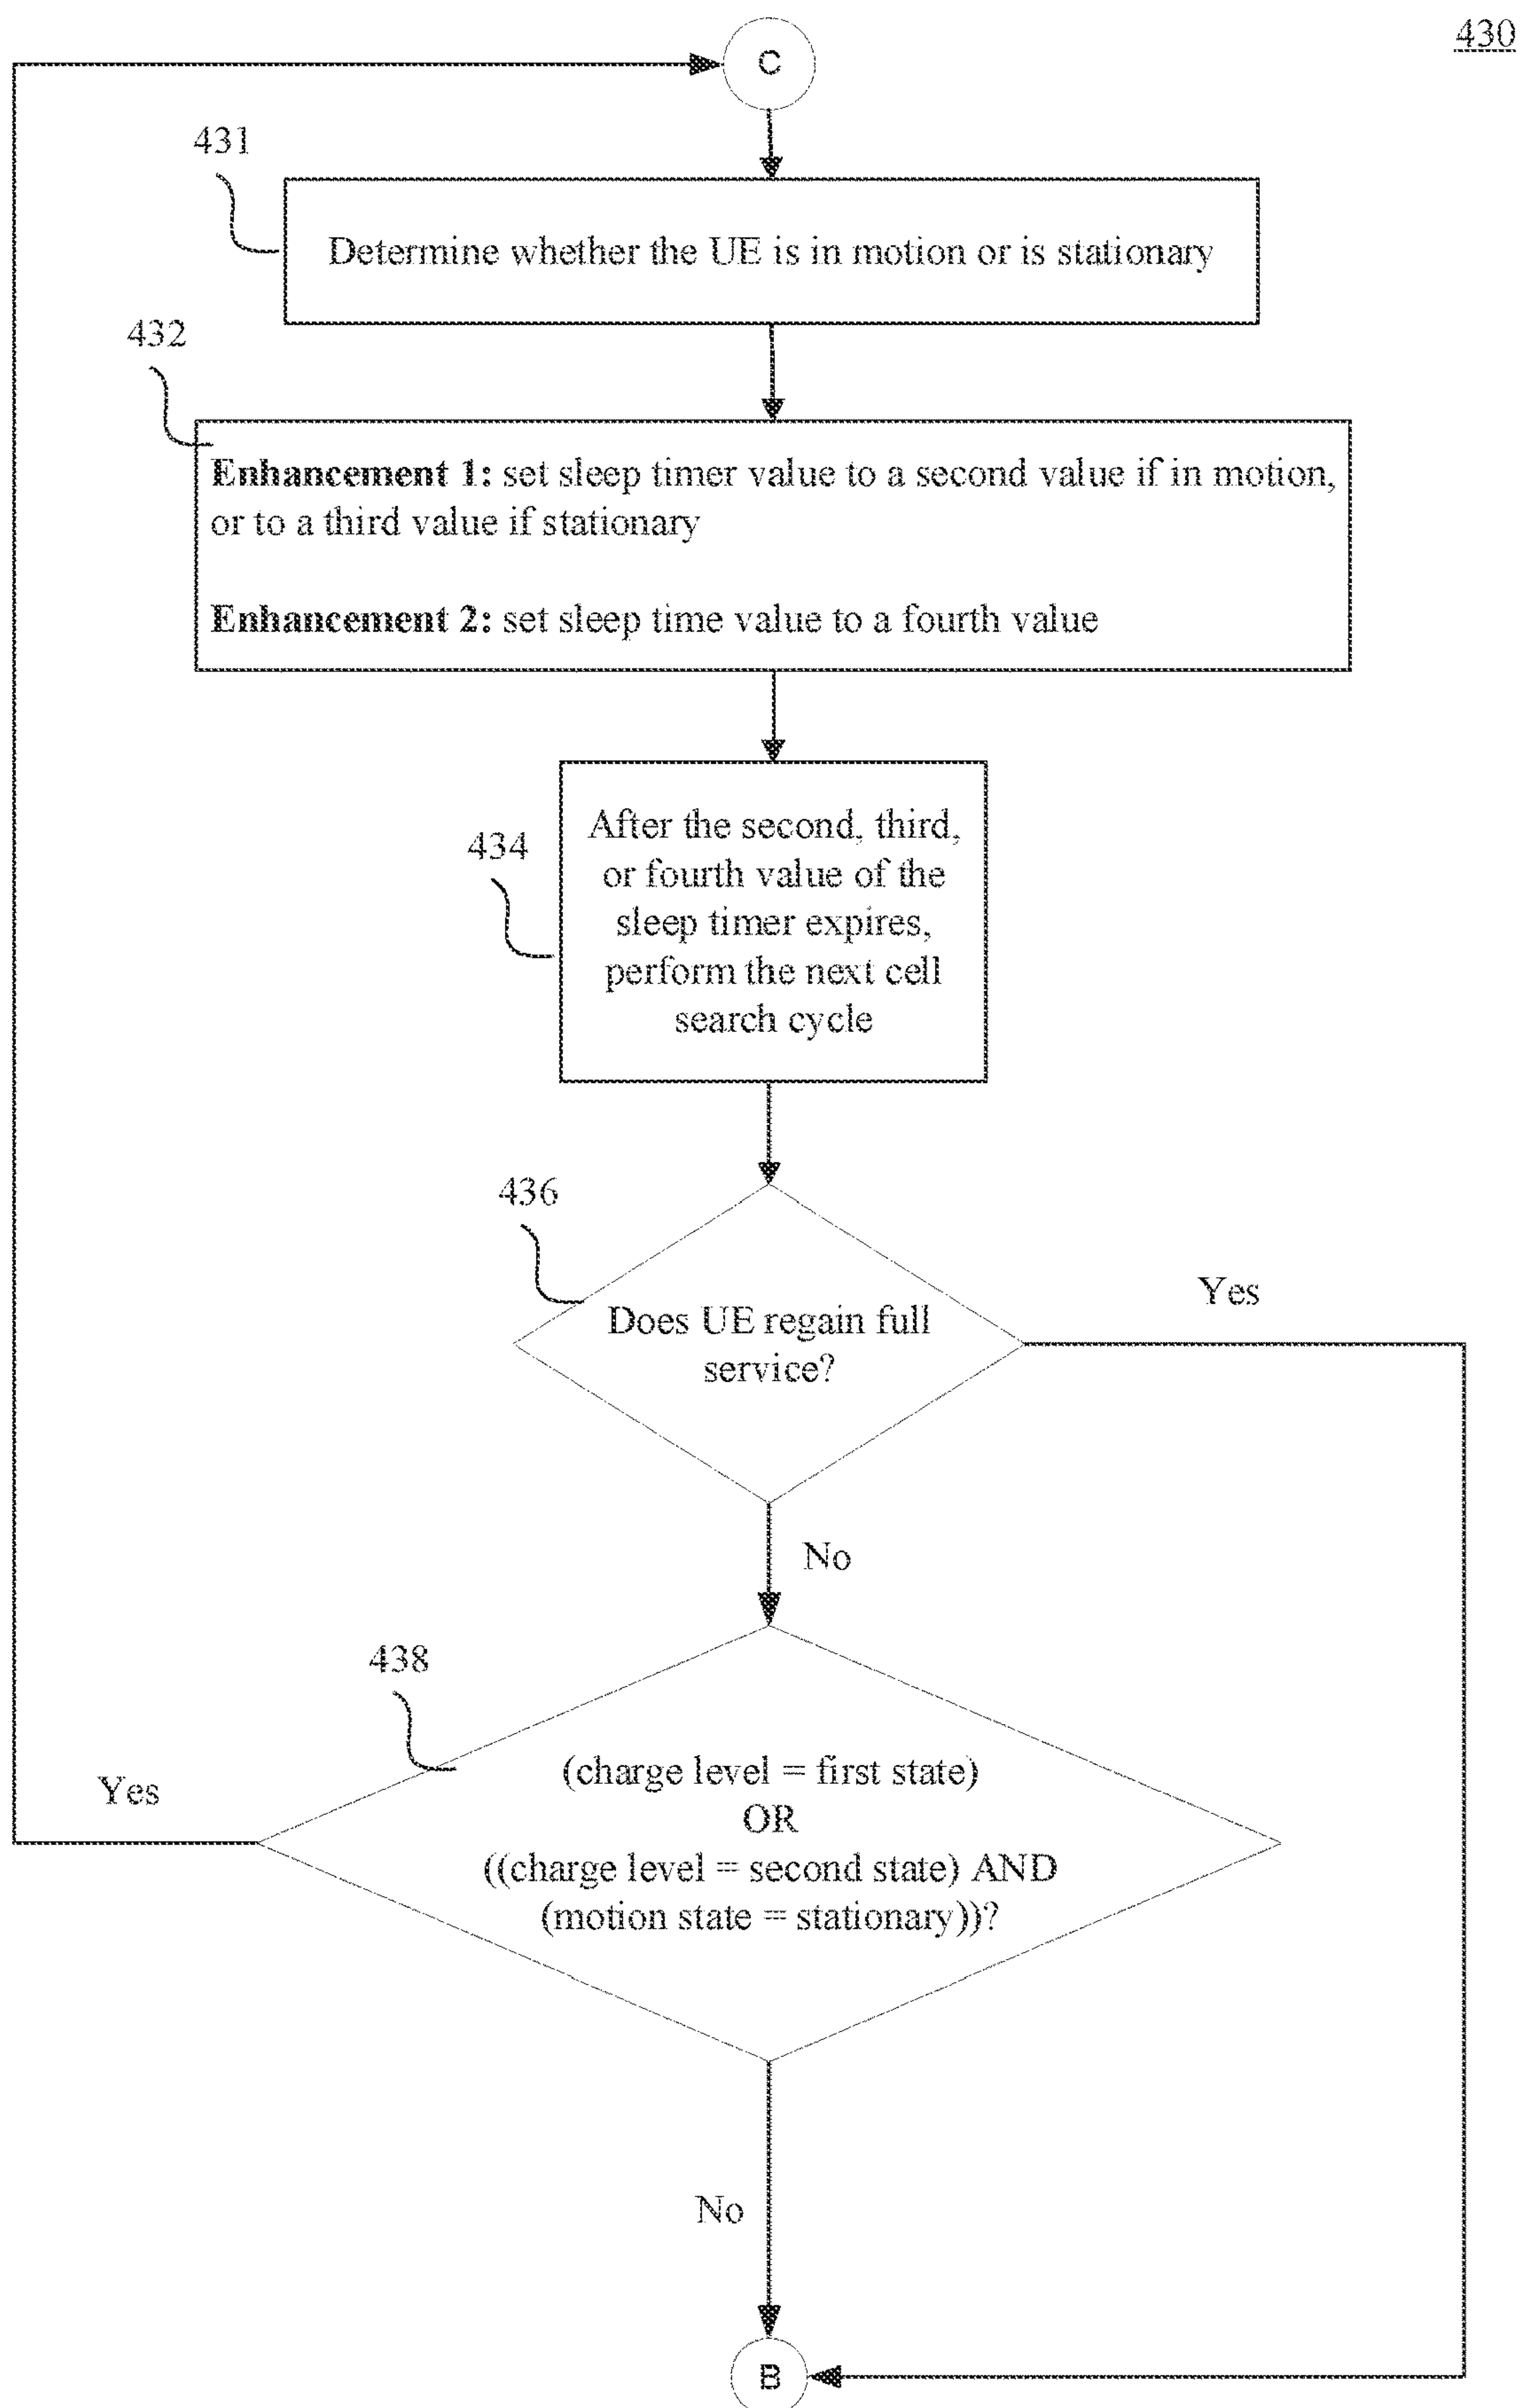 430
C
431
Determine whether the UE is in motion or is stationary
432
Enhancement 1: set sleep timer value to a second value if in motion,
or to a third value if stationary
Enhancement 2: set sleep time value to a fourth value
434
After the second, third,
or fourth value of the
sleep timer expires,
perform the next cell
search cycle
436
Does UE regain full
service?
Yes
No
438
(charge level = first state)
OR
((charge level = second state) AND
(motion state = stationary))?
Yes
No
B